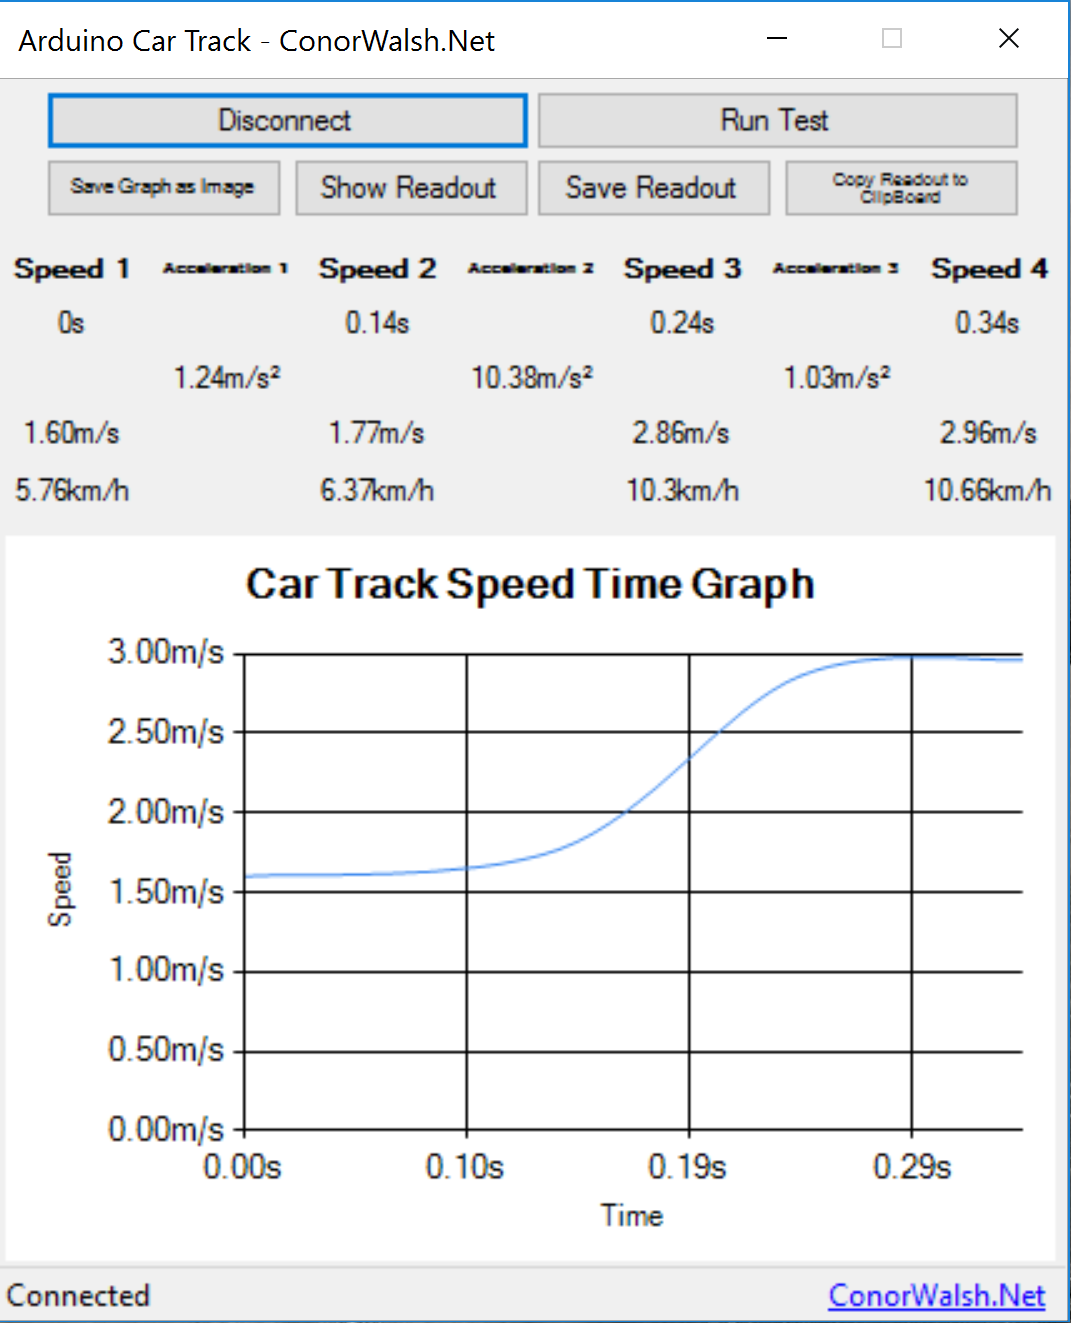 Arduino Car Track - ConorWalsh.Net
Disconnect
Run Test
Save Graph as Image
Show Readout
Save Readout
Copy Readout to
ClipBoard
Speed 1 Acceleration 1 Speed 2 Acceleration 2 Speed 3 Acceleration 3 Speed 4
0s 0.14s 0.24s 0.34s
1.24m/s² 10.38m/s² 1.03m/s²
1.60m/s 1.77m/s 2.86m/s 2.96m/s
5.76km/h 6.37km/h 10.3km/h 10.66km/h
Car Track Speed Time Graph
3.00m/s
2.50m/s
2.00m/s
1.50m/s
1.00m/s
0.50m/s
0.00m/s
Speed
0.00s 0.10s 0.19s 0.29s
Time
Connected
ConorWalsh.Net